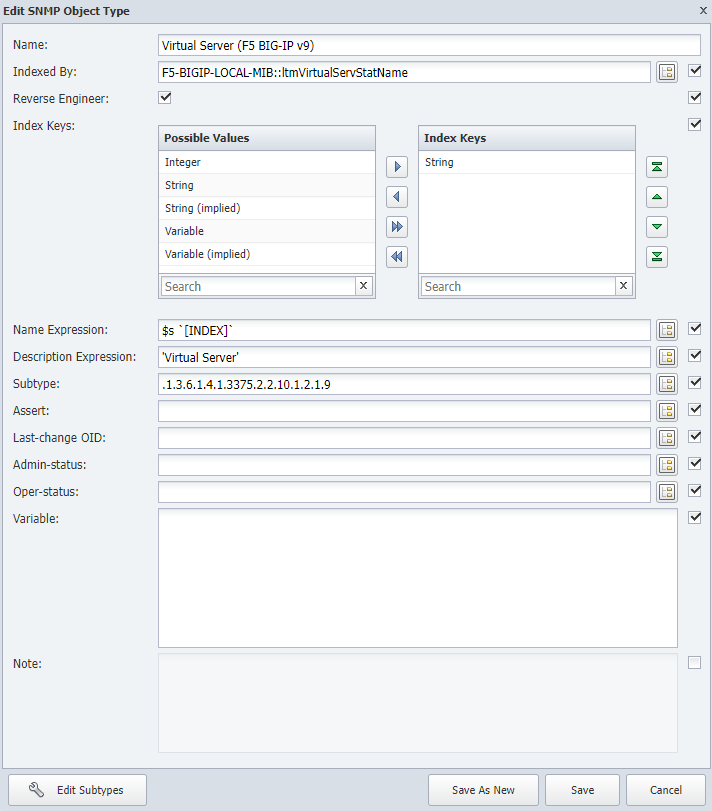 Edit SNMP Object Type x
Name: Virtual Server (F5 BIG-IP v9)
Indexed By: F5-BIGIP-LOCAL-MIB::ltmVirtualServStatName
Reverse Engineer:
Index Keys:
Possible Values
Integer
String
String (implied)
Variable
Variable (implied)
Search x
Index Keys
String
Search x
Name Expression: $s `[INDEX]`
Description Expression: 'Virtual Server'
Subtype: .1.3.6.1.4.1.3375.2.2.10.1.2.1.9
Assert:
Last-change OID:
Admin-status:
Oper-status:
Variable:
Note:
Edit Subtypes Save As New Save Cancel